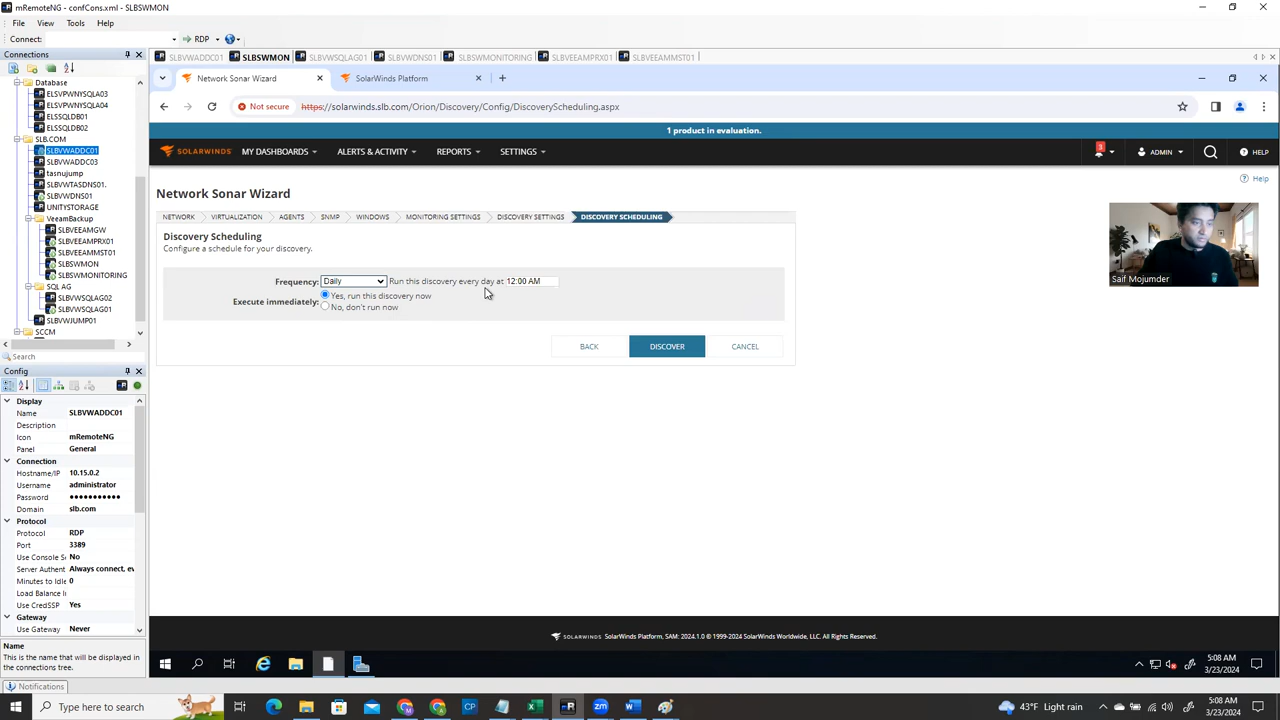 mRemoteNG - confCons.xml - SLBSWMON
File View Tools Help
Connect: RDP
Connections
Database
ELSVPWNYSQLA03
ELSVPWNYSQLA04
ELSSQLDB01
ELSSQLDB02
SLB.COM
SLBVWADDC01
SLBVWADDC03
tasnujump
SLBVWTASDNS01.
SLBVWDNS01
UNITYSTORAGE
VeeamBackup
SLBVEEAMGW
SLBVEEAMPRX01
SLBVEEAMMST01
SLBSWMON
SLBSWMONITORING
SQL AG
SLBVWSQLAG02
SLBVWSQLAG01
SLBVWJUMP01
SCCM
Search
Config
Display
Name SLBVWADDC01
Description
Icon mRemoteNG
Panel General
Connection
Hostname/IP 10.15.0.2
Username administrator
Password ●●●●●●●●●●●
Domain slb.com
Protocol
Protocol RDP
Port 3389
Use Console S No
Server Authent Always connect, ev
Minutes to Idle 0
Load Balance In
Use CredSSP Yes
Gateway
Use Gateway Never
Name
This is the name that will be displayed in the connections tree.
Notifications
SLBVWADDC01 SLBSWMON SLBVWSQLAG01 SLBVWDNS01 SLBSWMONITORING SLBVEEAMPRX01 SLBVEEAMMST01
Network Sonar Wizard SolarWinds Platform
Not secure https://solarwinds.slb.com/Orion/Discovery/Config/DiscoveryScheduling.aspx
1 product in evaluation.
SOLARWINDS MY DASHBOARDS ALERTS & ACTIVITY REPORTS SETTINGS 3 ADMIN HELP
Help
Network Sonar Wizard
NETWORK VIRTUALIZATION AGENTS SNMP WINDOWS MONITORING SETTINGS DISCOVERY SETTINGS DISCOVERY SCHEDULING
Discovery Scheduling
Configure a schedule for your discovery.
Frequency: Daily Run this discovery every day at 12:00 AM
Execute immediately: Yes, run this discovery now
No, don't run now
BACK DISCOVER CANCEL
Saif Mojumder
SOLARWINDS SolarWinds Platform, SAM: 2024.1.0 © 1999-2024 SolarWinds Worldwide, LLC. All Rights Reserved.
5:08 AM
3/23/2024
Type here to search
43°F Light rain
5:08 AM
3/23/2024